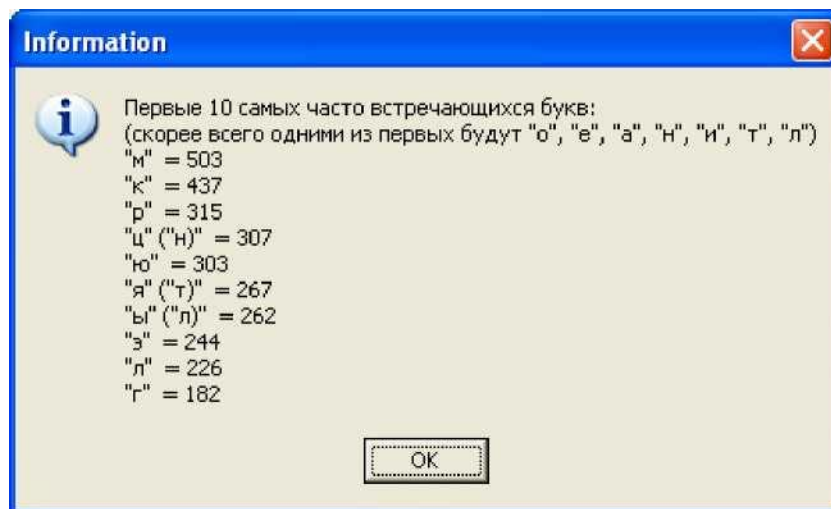 Information
Первые 10 самых часто встречающихся букв:
(скорее всего одними из первых будут "о", "е", "а", "н", "и", "т", "л")
"м" = 503
"к" = 437
"р" = 315
"ц" ("н)" = 307
"ю" = 303
"я" ("т)" = 267
"ы" ("л)" = 262
"з" = 244
"л" = 226
"г" = 182
OK